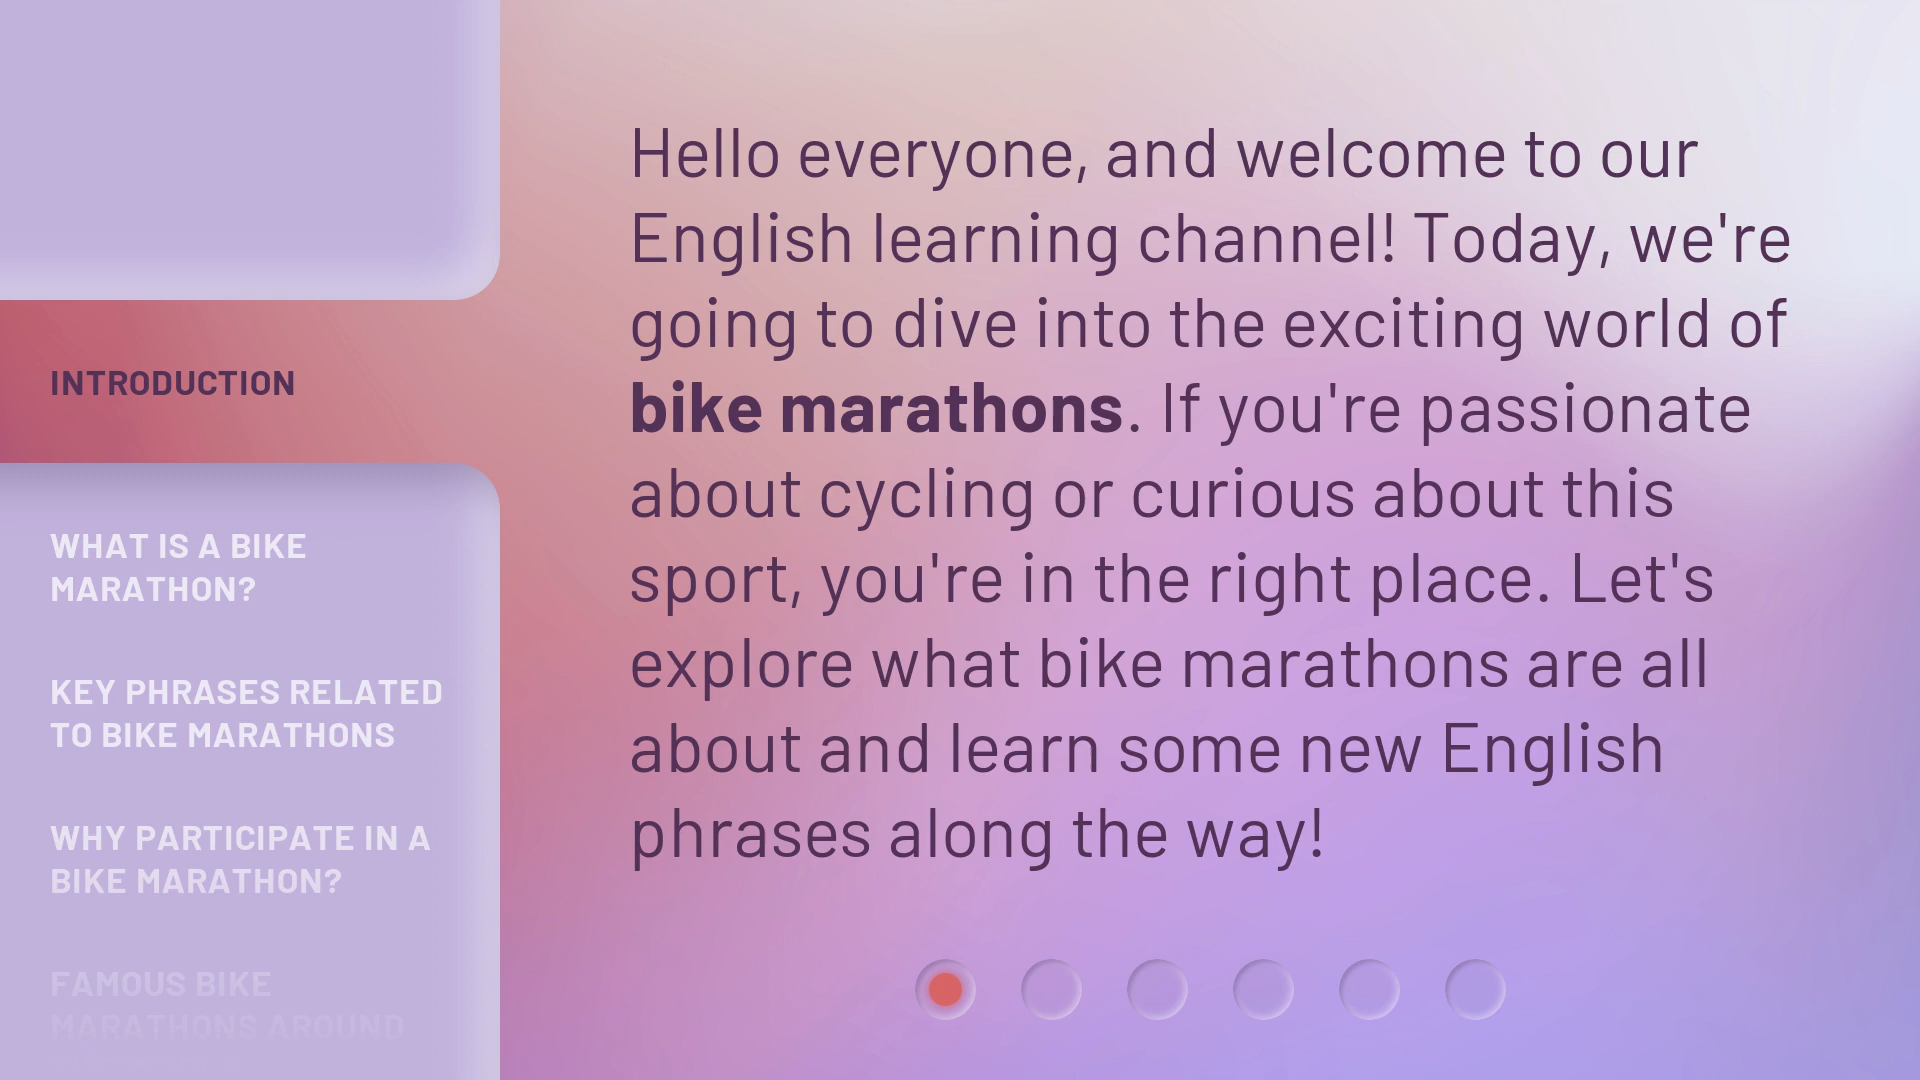 INTRODUCTION
WHAT IS A BIKE
MARATHON?
KEY PHRASES RELATED
TO BIKE MARATHONS
WHY PARTICIPATE IN A
BIKE MARATHON?
FAMOUS BIKE
MARATHONS AROUND
Hello everyone, and welcome to our
English learning channel! Today, we're
going to dive into the exciting world of
bike marathons. If you're passionate
about cycling or curious about this
sport, you're in the right place. Let's
explore what bike marathons are all
about and learn some new English
phrases along the way!